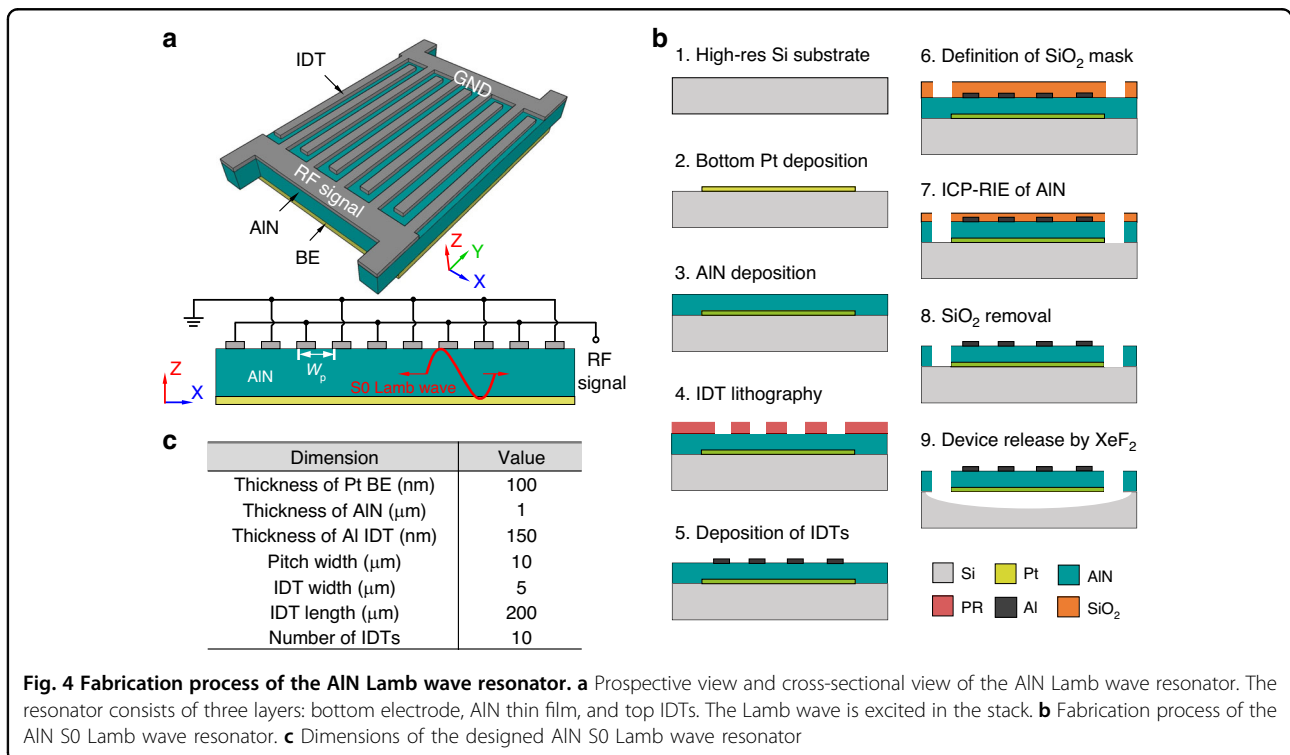 a
IDT
GND
RF signal
AlN
BE
Z
Y
X
Z
X
AlN
Wp
S0 Lamb wave
RF
signal
c
Dimension Value
Thickness of Pt BE (nm) 100
Thickness of AlN (μm) 1
Thickness of Al IDT (nm) 150
Pitch width (μm) 10
IDT width (μm) 5
IDT length (μm) 200
Number of IDTs 10
b
1. High-res Si substrate
2. Bottom Pt deposition
3. AlN deposition
4. IDT lithography
5. Deposition of IDTs
6. Definition of SiO2 mask
7. ICP-RIE of AlN
8. SiO2 removal
9. Device release by XeF2
Si Pt AlN
PR Al SiO2
Fig. 4 Fabrication process of the AlN Lamb wave resonator. a Prospective view and cross-sectional view of the AlN Lamb wave resonator. The
resonator consists of three layers: bottom electrode, AlN thin film, and top IDTs. The Lamb wave is excited in the stack. b Fabrication process of the
AlN S0 Lamb wave resonator. c Dimensions of the designed AlN S0 Lamb wave resonator